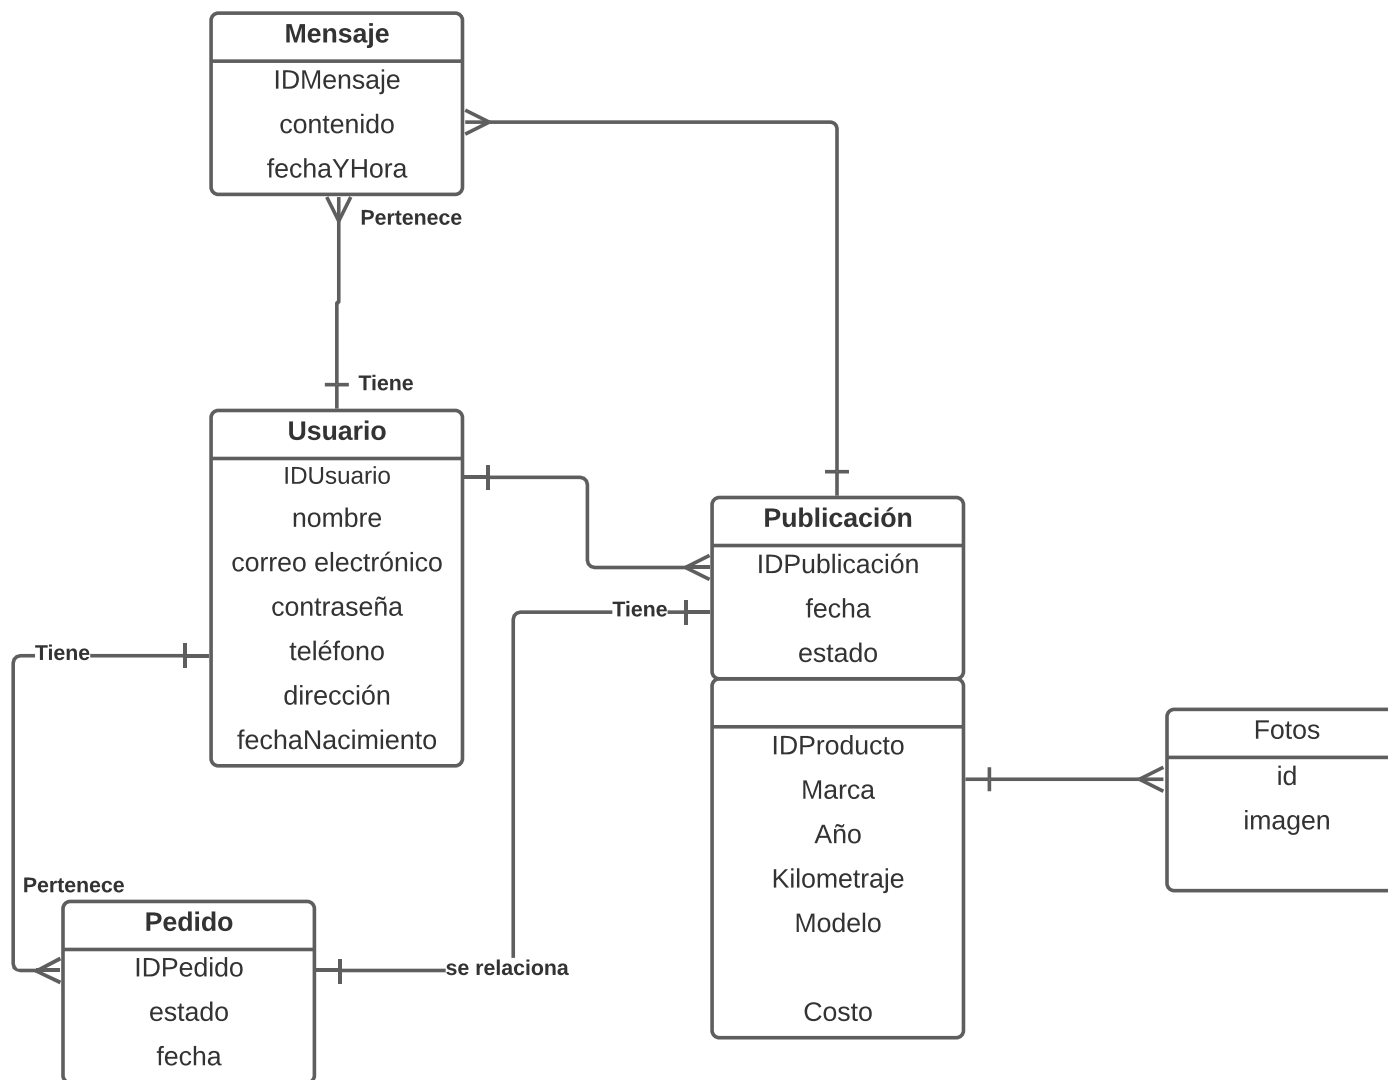 Mensaje
IDMensaje
contenido
fechaYHora
Pertenece
Tiene
Usuario
IDUsuario
nombre
correo electrónico
contraseña
teléfono
dirección
fechaNacimiento
Publicación
IDPublicación
fecha
estado
Tiene
IDProducto
Marca
Año
Kilometraje
Modelo
Costo
Fotos
id
imagen
Tiene
Pertenece
Pedido
IDPedido
estado
fecha
se relaciona